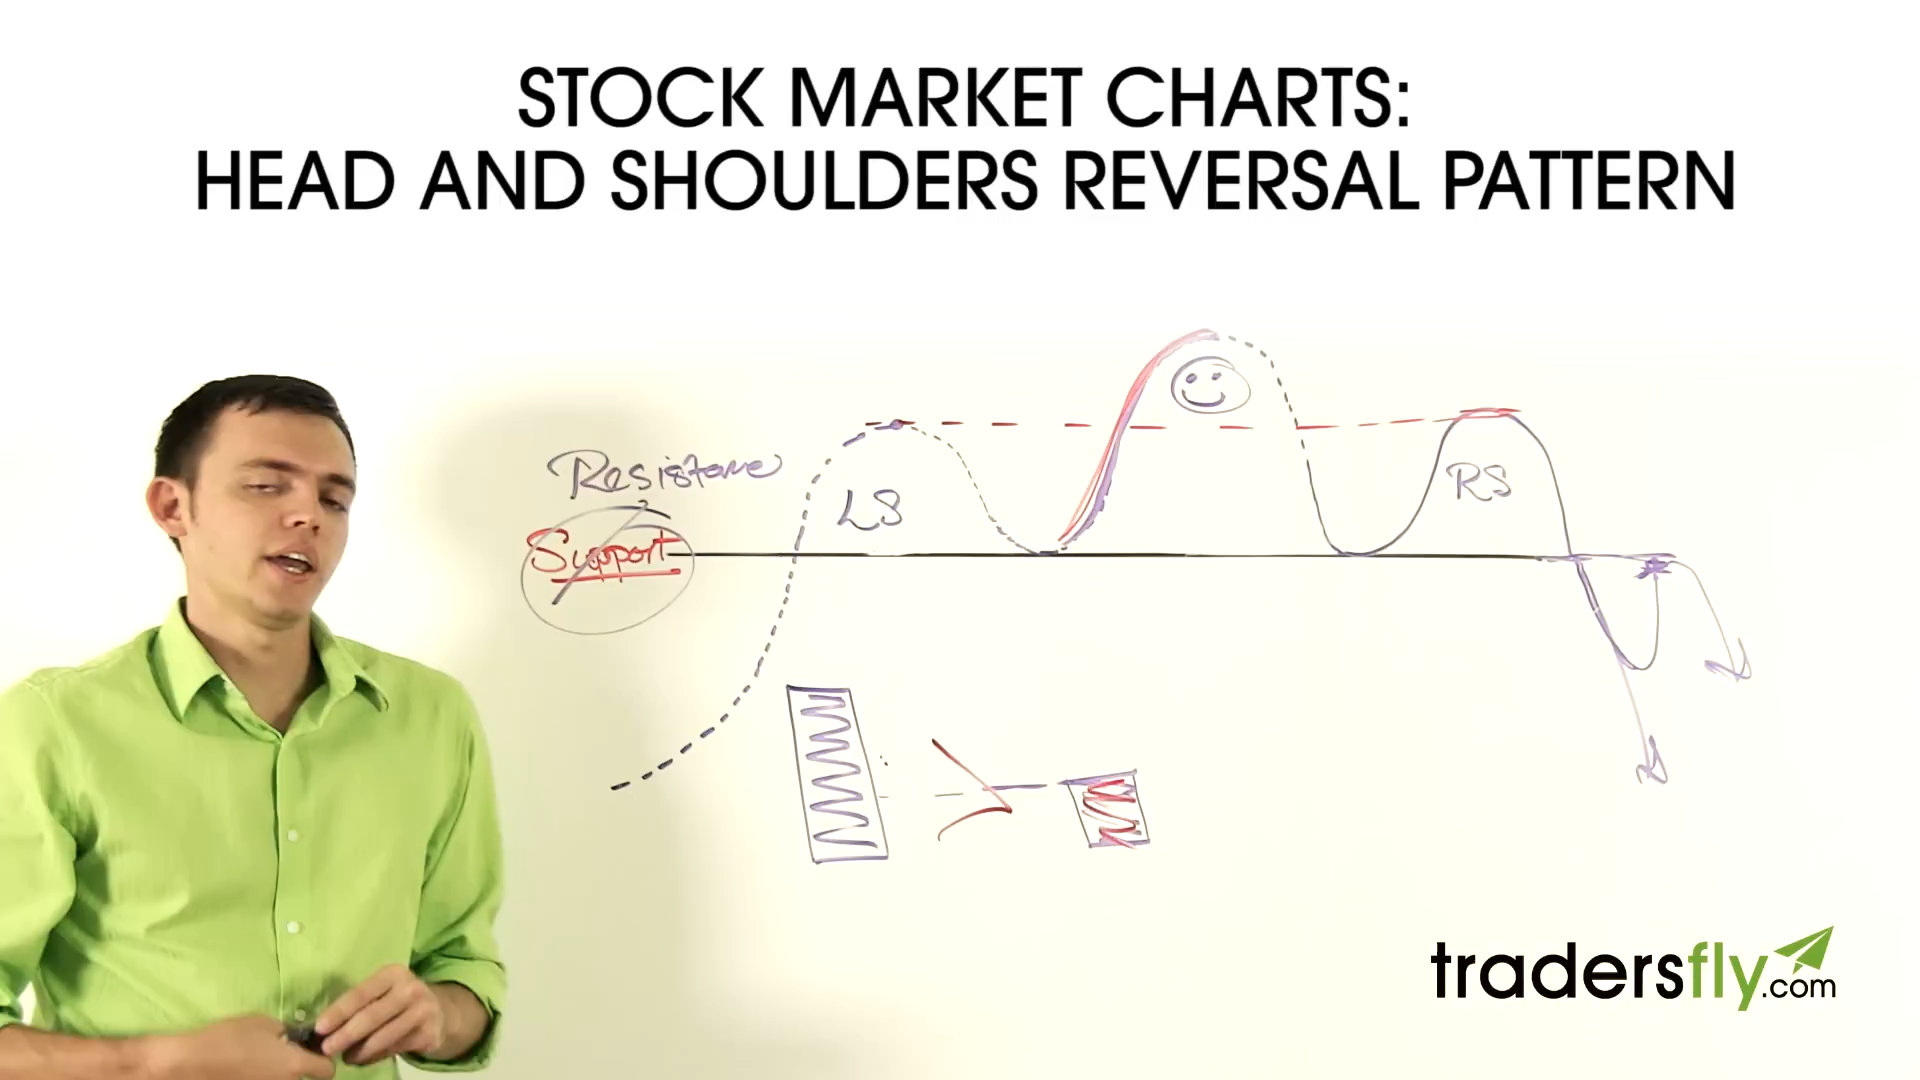 STOCK MARKET CHARTS:
HEAD AND SHOULDERS REVERSAL PATTERN
Resistance
Support
LS
RS
tradersfly.com